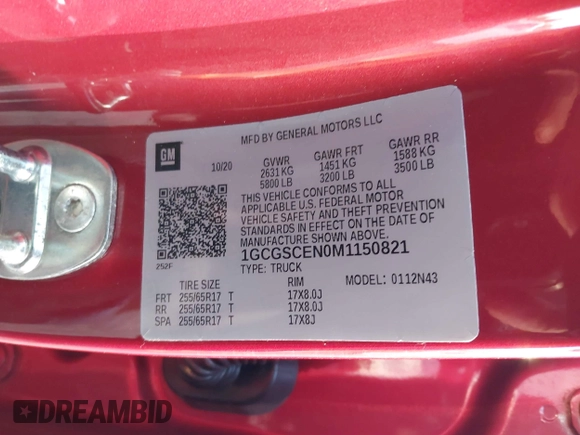 MFD BY GENERAL MOTORS LLC
GM
10/20
GVWR GAWR FRT GAWR RR
2631 KG 1451 KG 1588 KG
5800 LB 3200 LB 3500 LB
THIS VEHICLE CONFORMS TO ALL
APPLICABLE U.S. FEDERAL MOTOR
VEHICLE SAFETY AND THEFT PREVENTION
STANDARDS IN EFFECT ON THE DATE OF
MANUFACTURE SHOWN ABOVE.
1GCGSCEN0M1150821
252F
TYPE: TRUCK
MODEL: 0112N43
TIRE SIZE RIM
FRT 255/65R17 T 17X8.0J
RR 255/65R17 T 17X8.0J
SPA 255/65R17 T 17X8J
DREAMBID